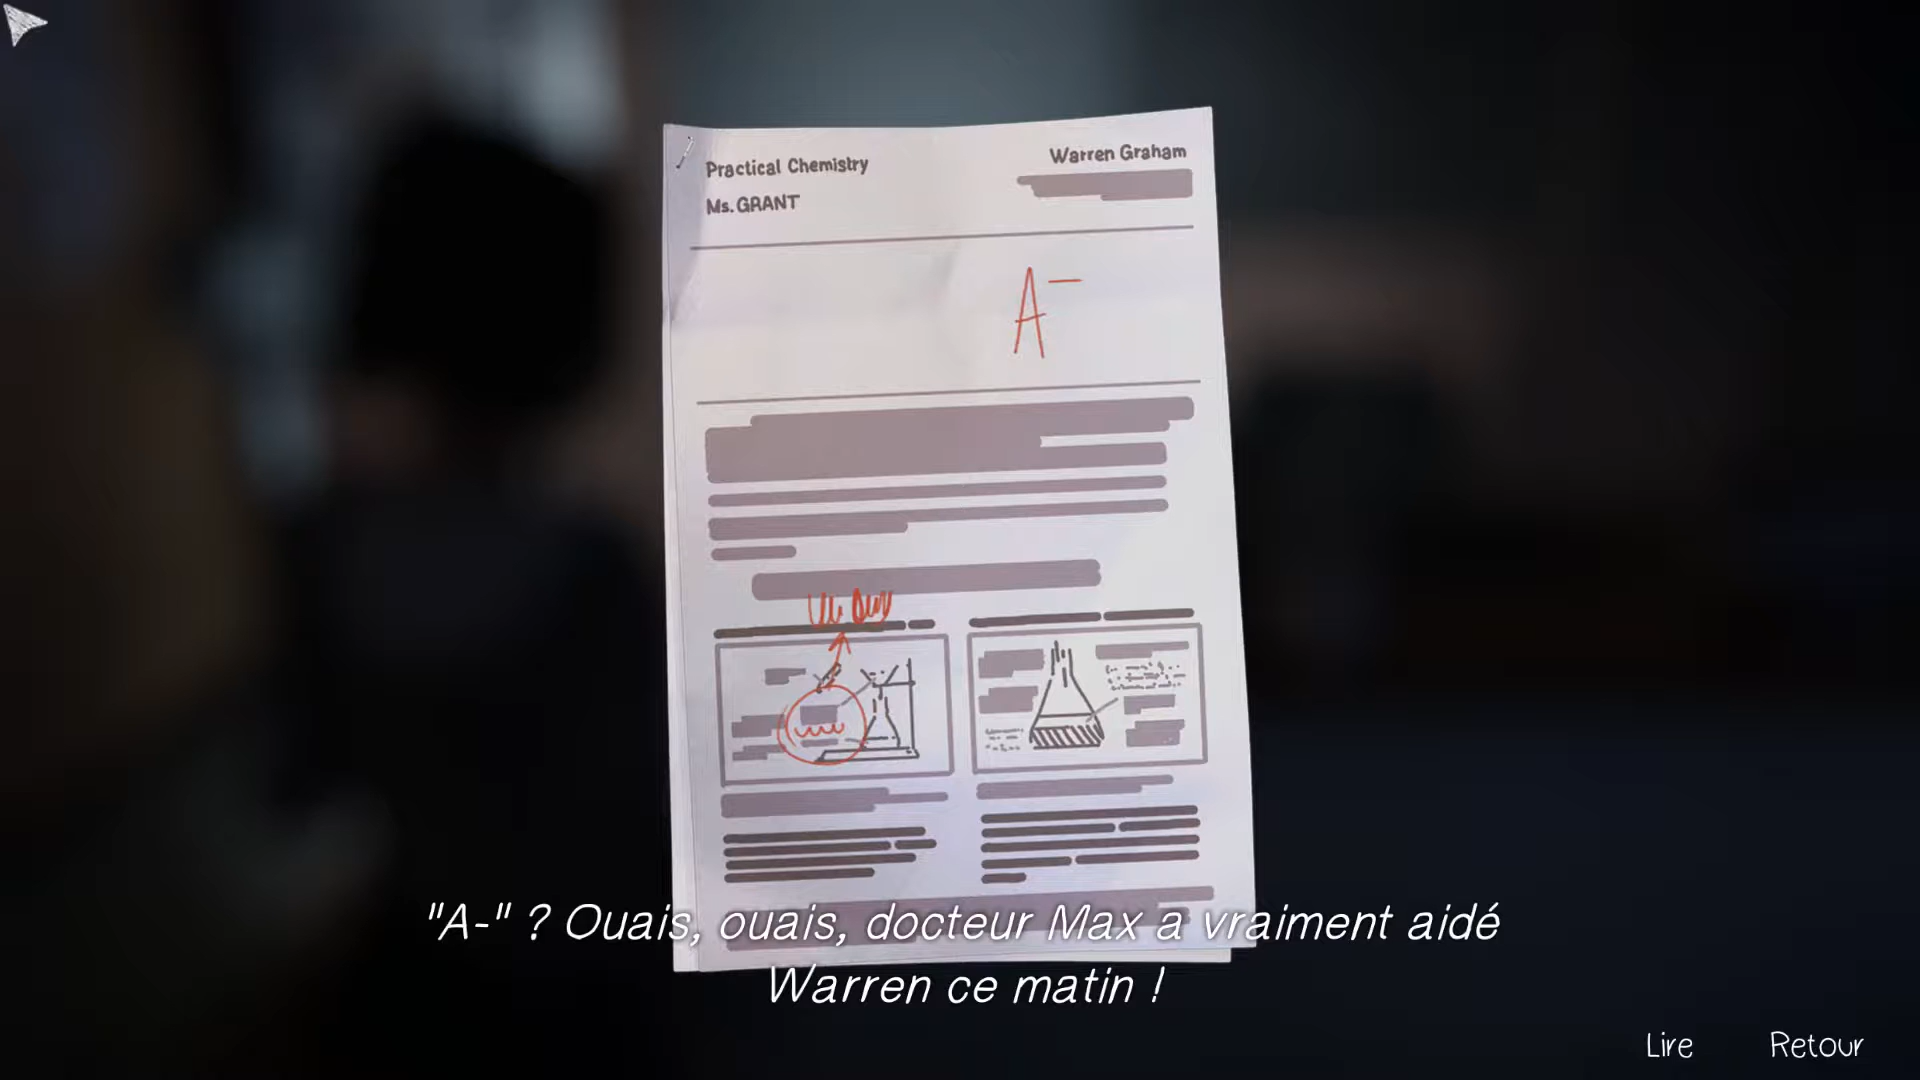 Practical Chemistry
Warren Graham
Ms. GRANT
A-
"A-" ? Ouais, ouais, docteur Max a vraiment aidé
Warren ce matin !
Lire
Retour